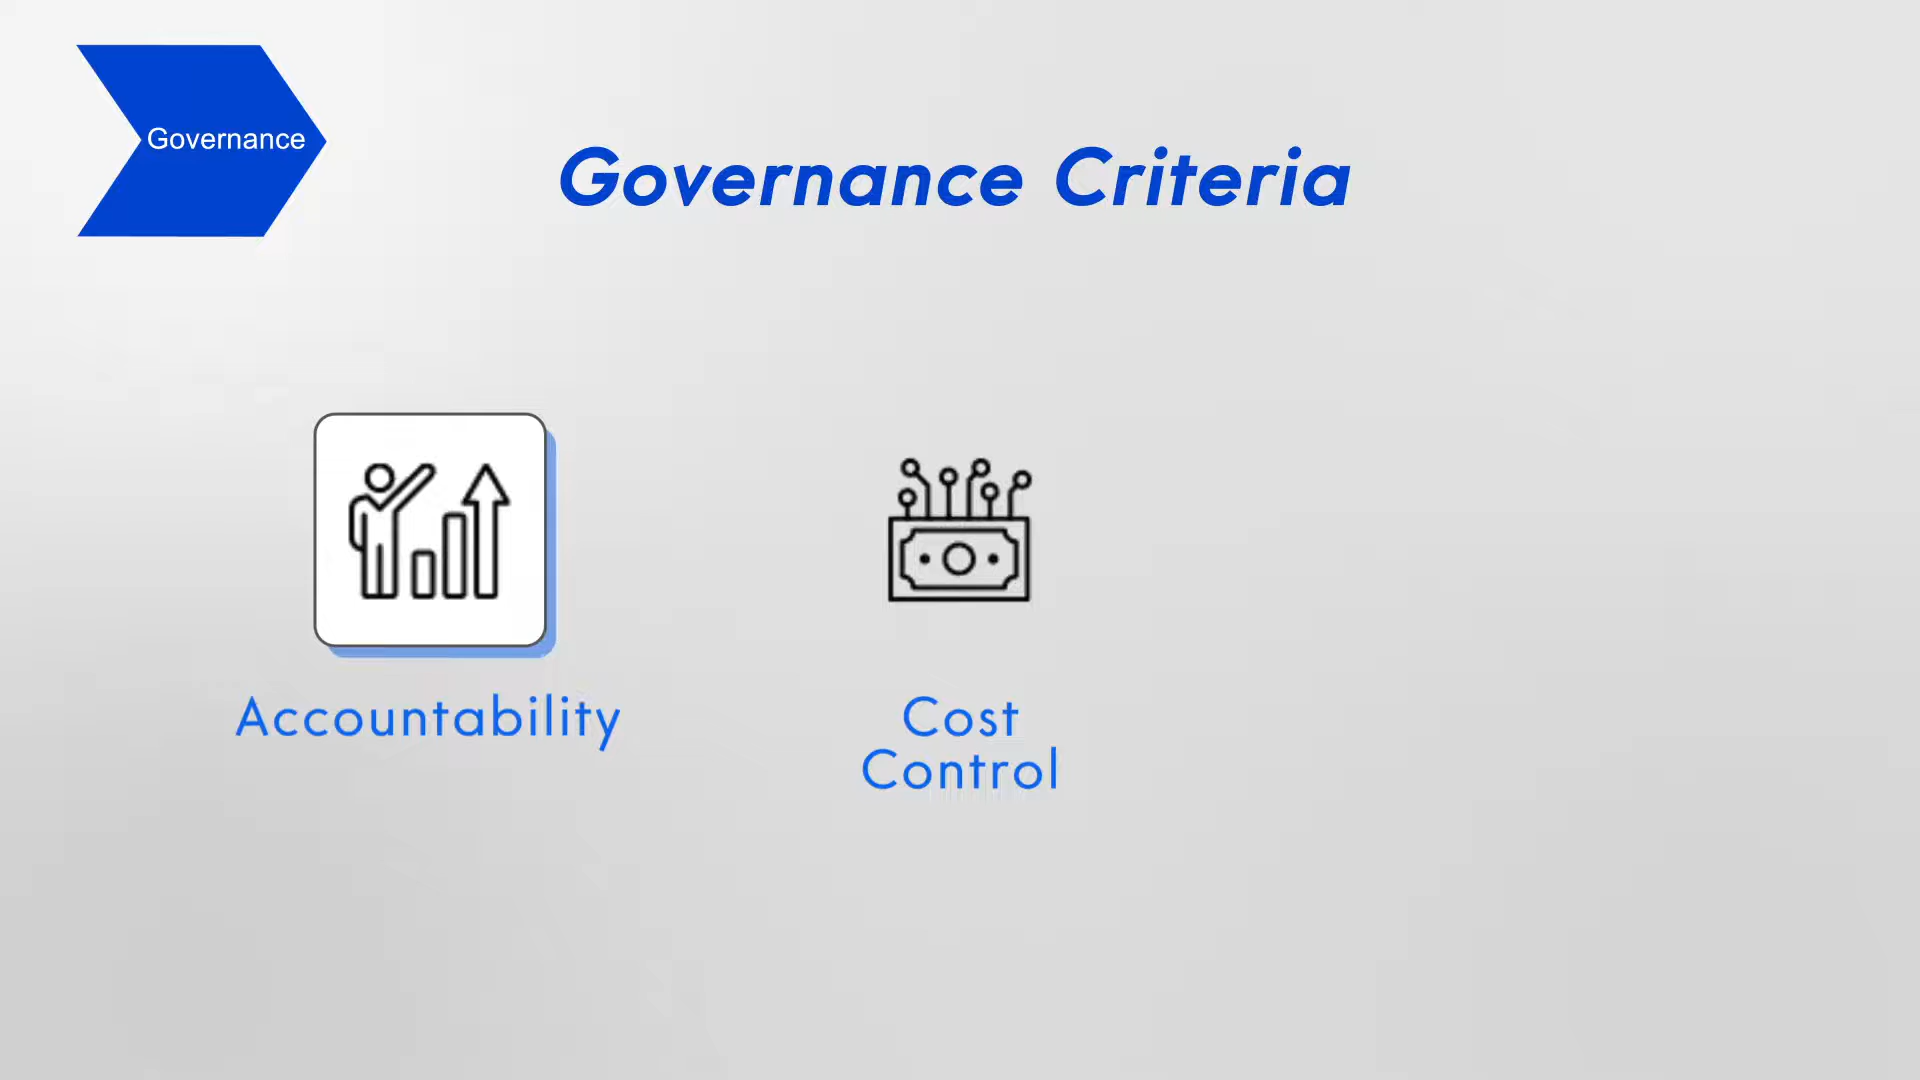 Governance
Governance Criteria
Accountability
Cost
Control